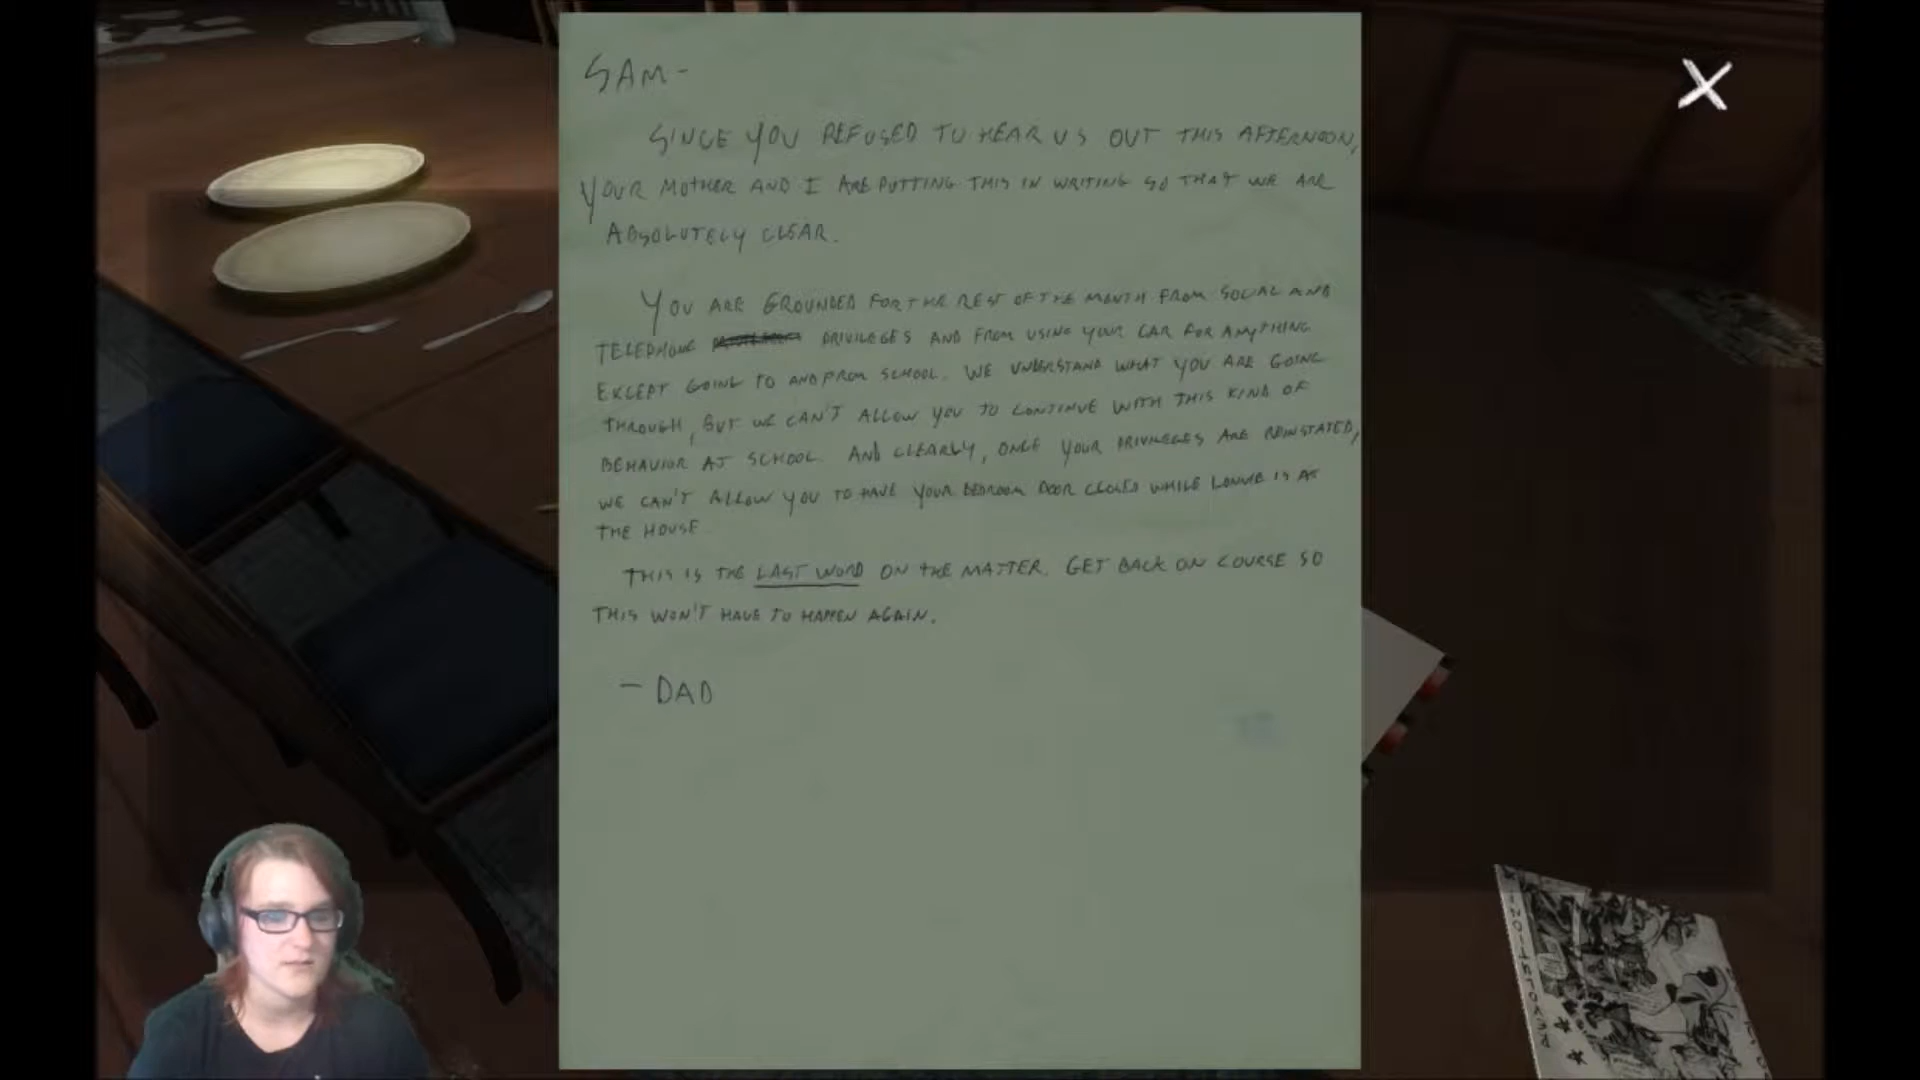 SAM-
SINCE YOU REFUSED TO HEAR US OUT THIS AFTERNOON,
YOUR MOTHER AND I ARE PUTTING THIS IN WRITING SO THAT WE ARE
ABSOLUTELY CLEAR.
YOU ARE GROUNDED FOR THE REST OF THE MONTH FROM SOCIAL AND
TELEPHONE PRIVILEGES AND FROM USING YOUR CAR FOR ANYTHING
EXCEPT GOING TO AND FROM SCHOOL. WE UNDERSTAND WHAT YOU ARE GOING
THROUGH, BUT WE CAN'T ALLOW YOU TO CONTINUE WITH THIS KIND OF
BEHAVIOR AT SCHOOL. AND CLEARLY, ONCE YOUR PRIVILEGES ARE REINSTATED,
WE CAN'T ALLOW YOU TO HAVE YOUR BEDROOM DOOR CLOSED WHILE LONNIE IS AT
THE HOUSE
THIS IS THE LAST WORD ON THE MATTER. GET BACK ON COURSE SO
THIS WON'T HAVE TO HAPPEN AGAIN.
- DAD
REVOLUTION